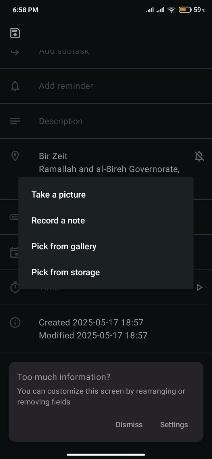 6:58 PM
59
Add subtask
Add reminder
Description
Bir Zeit
Ramallah and al-Bireh Governorate,
Take a picture
Record a note
Pick from gallery
Pick from storage
Created 2025-05-17 18:57
Modified 2025-05-17 18:57
Too much information?
You can customize this screen by rearranging or
removing fields
Dismiss
Settings